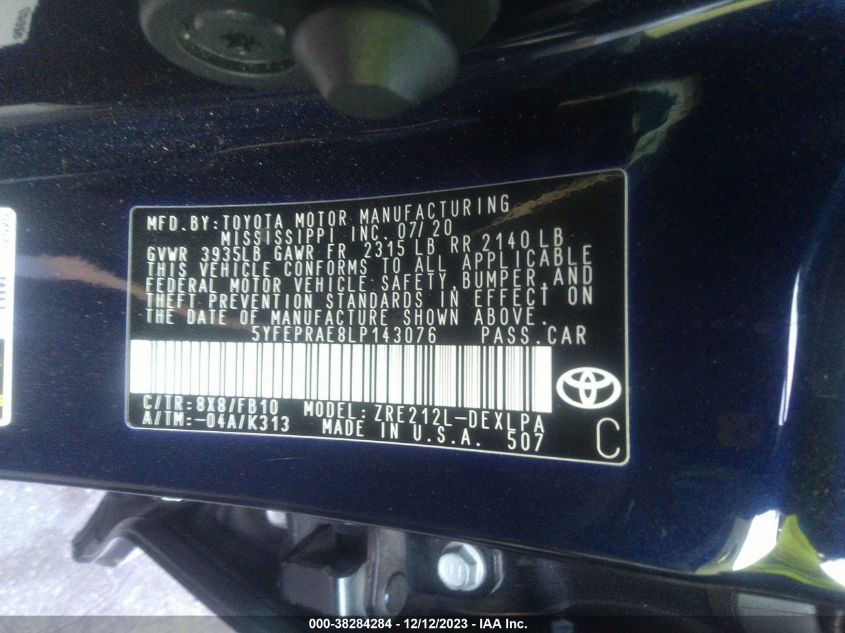 MFD.BY:TOYOTA MOTOR MANUFACTURING
MISSISSIPPI INC. 07/20
GVWR 3935LB GAWR FR 2315 LB RR 2140 LB
THIS VEHICLE CONFORMS TO ALL APPLICABLE
FEDERAL MOTOR VEHICLE SAFETY,BUMPER,AND
THEFT PREVENTION STANDARDS IN EFFECT ON
THE DATE OF MANUFACTURE SHOWN ABOVE.
5YFEPRAE8LP143076 PASS.CAR
C/TR:8X8/FB10 MODEL:ZRE212L-DEXLPA
A/TM:-04A/K313 MADE IN U.S.A. 507
C
000-38284284 - 12/12/2023 - IAA Inc.